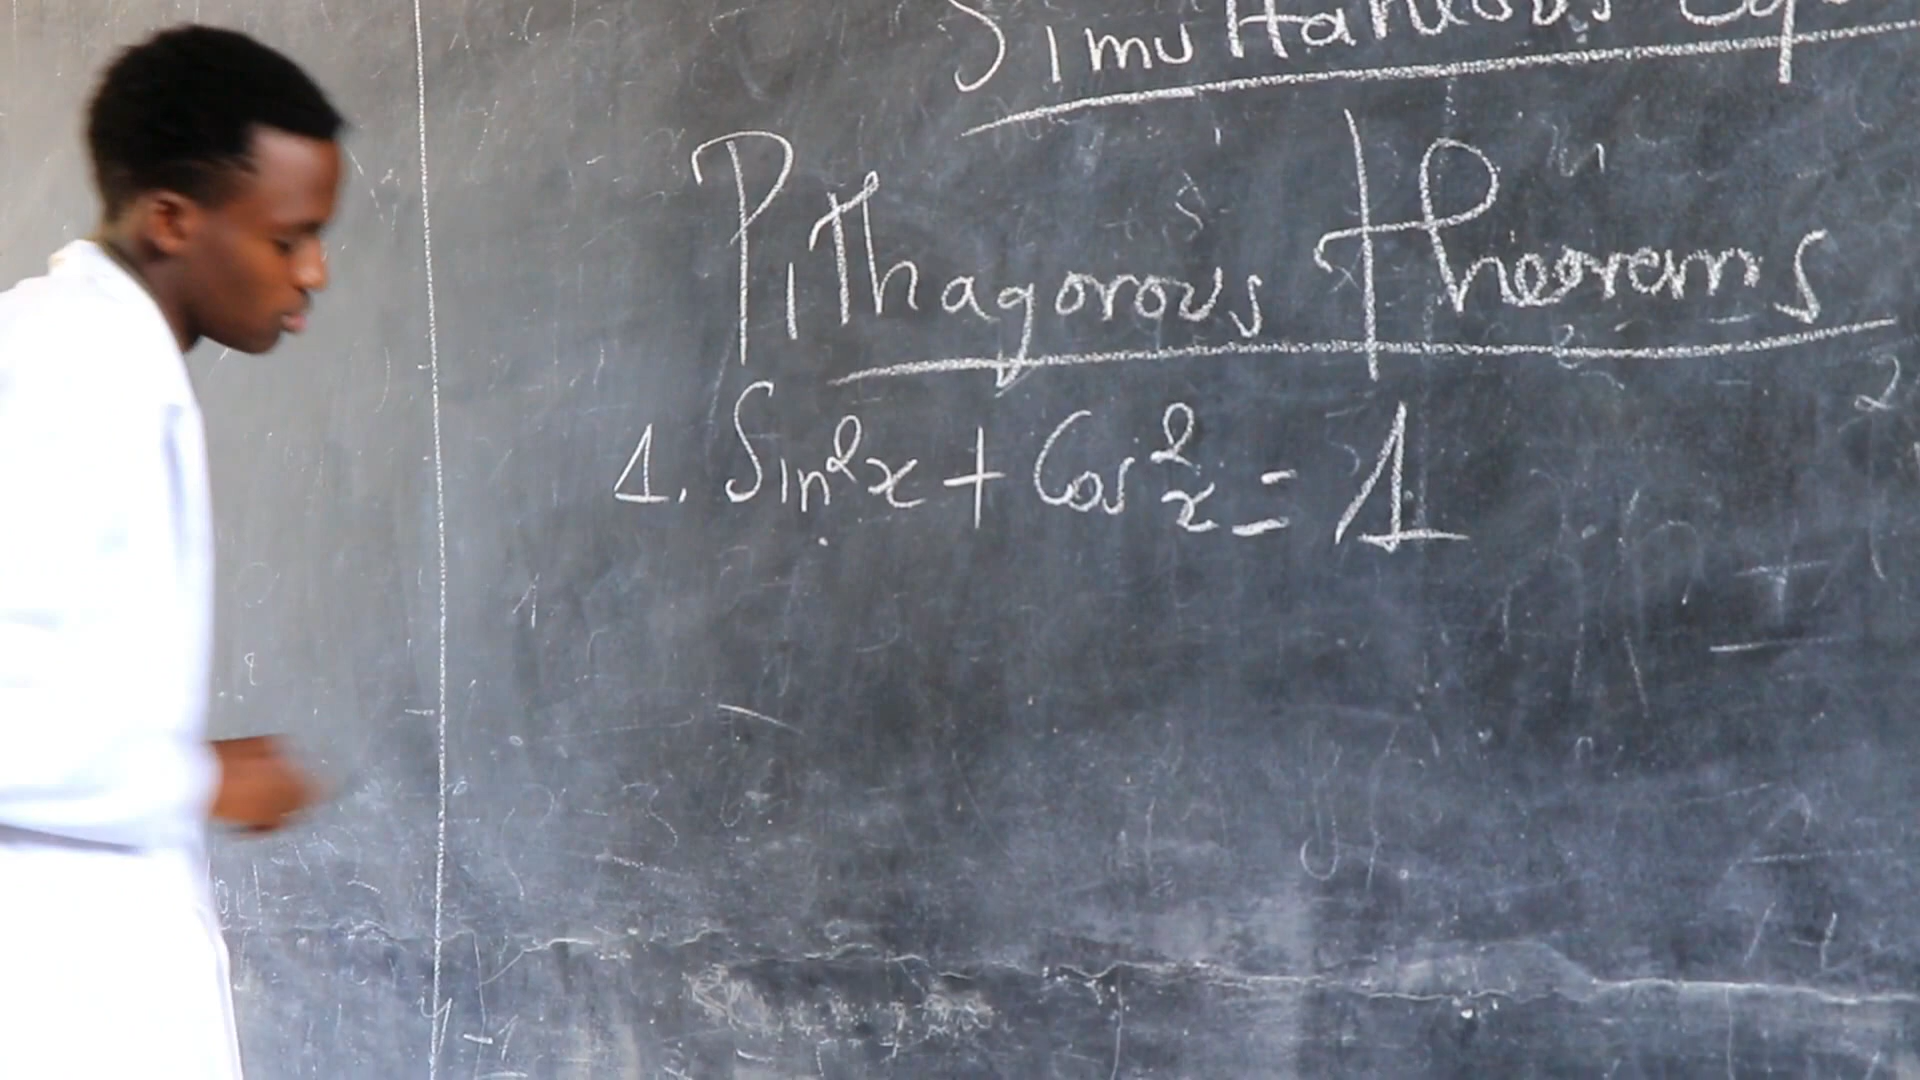 Simultaneous Equ
Pithagorous theorems
1. Sin²x + Cos²x = 1